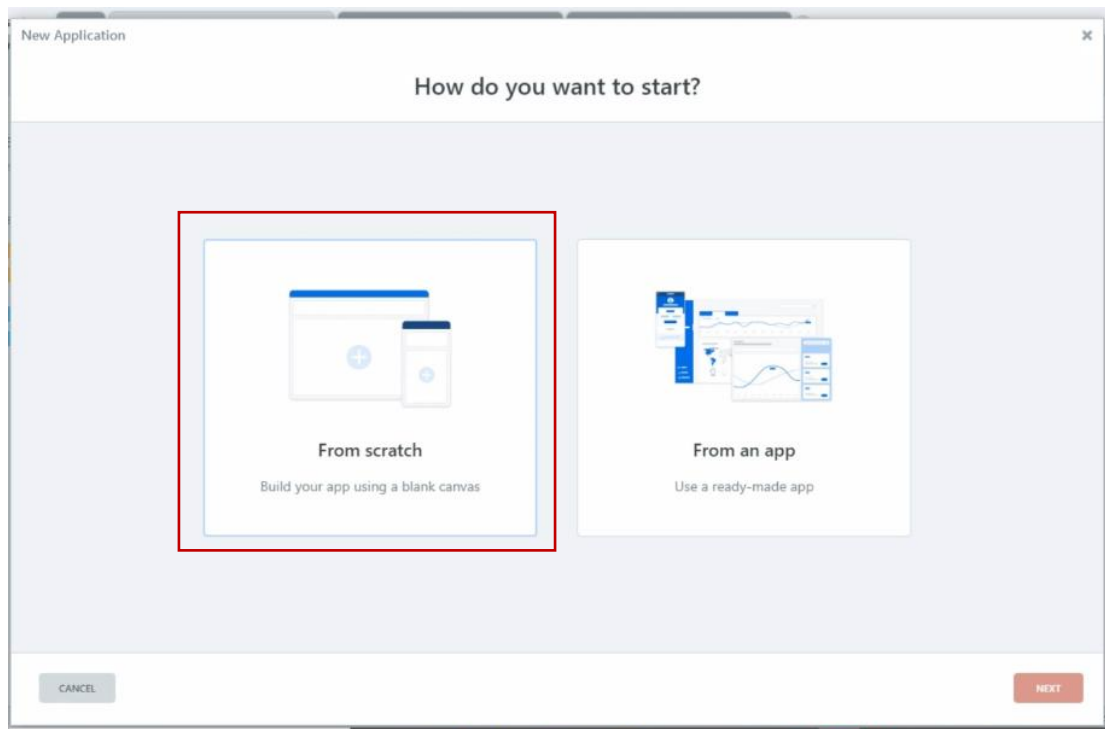 New Application
How do you want to start?
From scratch
Build your app using a blank canvas
From an app
Use a ready-made app
CANCEL
NEXT